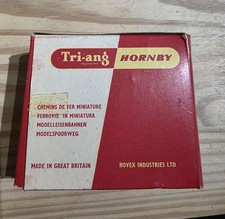 Tri-ang HORNBY
CHEMINS DE FER MINIATURE
FERROVIE IN MINIATURA
MODELLEISENBAHNEN
MODELSPOORWEG
MADE IN GREAT BRITAIN
ROVEX INDUSTRIES LTD